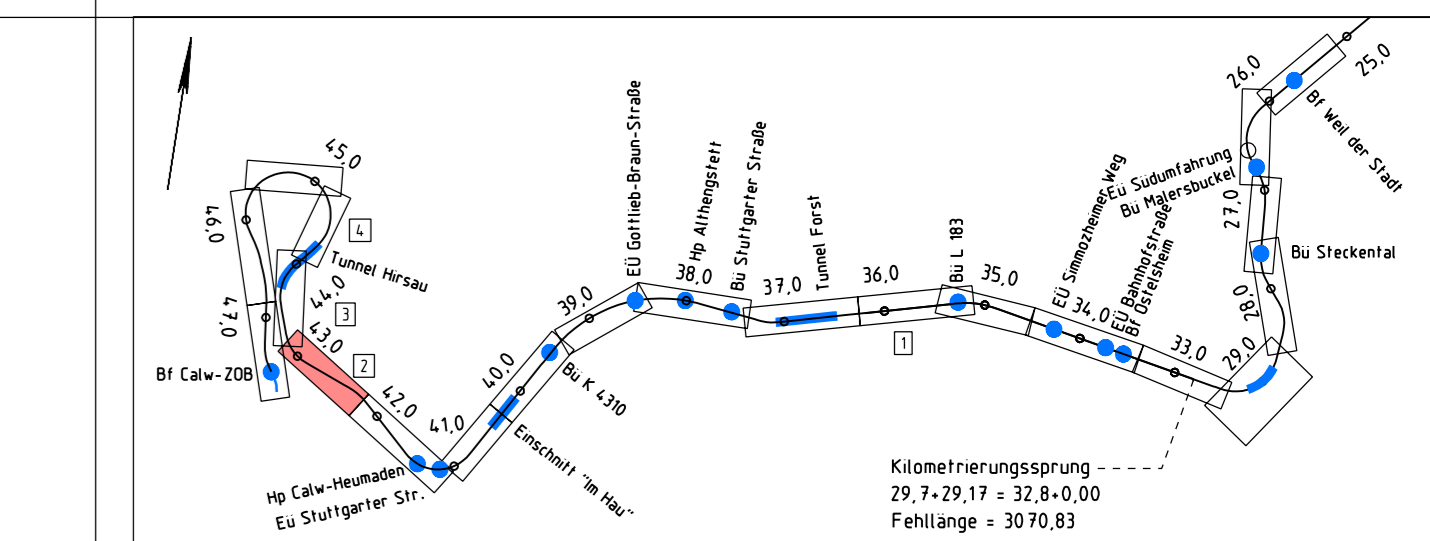 25,0
26,0
Bf Weil der Stadt
Eü Südumfahrung
Bü Malersbuckel
27,0
Bü Steckental
28,0
29,0
33,0
Bf Ostelsheim
EÜ Bahnhofstraße
34,0
EÜ Simmozheimer Weg
35,0
Bü L 183
36,0
1
Tunnel Forst
37,0
Bü Stuttgarter Straße
Hp Althengstett
38,0
EÜ Gottlieb-Braun-Straße
39,0
Bü K 4310
40,0
Einschnitt "Im Hau"
41,0
Hp Calw-Heumaden
Eü Stuttgarter Str.
42,0
2
43,0
3
44,0
Tunnel Hirsau
4
45,0
46,0
47,0
Bf Calw-ZOB
Kilometrierungssprung
29,7+29,17 = 32,8+0,00
Fehllänge = 3070,83